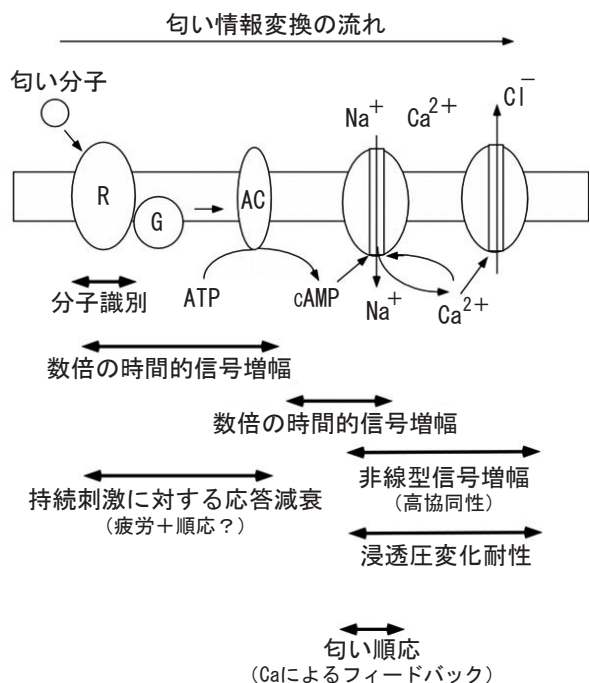 匂い情報変換の流れ
匂い分子
Na⁺ Ca²⁺ Cl⁻
R G AC
分子識別 ATP cAMP Na⁺ Ca²⁺
数倍の時間的信号増幅
数倍の時間的信号増幅
持続刺激に対する応答減衰
(疲労+順応?)
非線型信号増幅
(高協同性)
浸透圧変化耐性
匂い順応
(Caによるフィードバック)